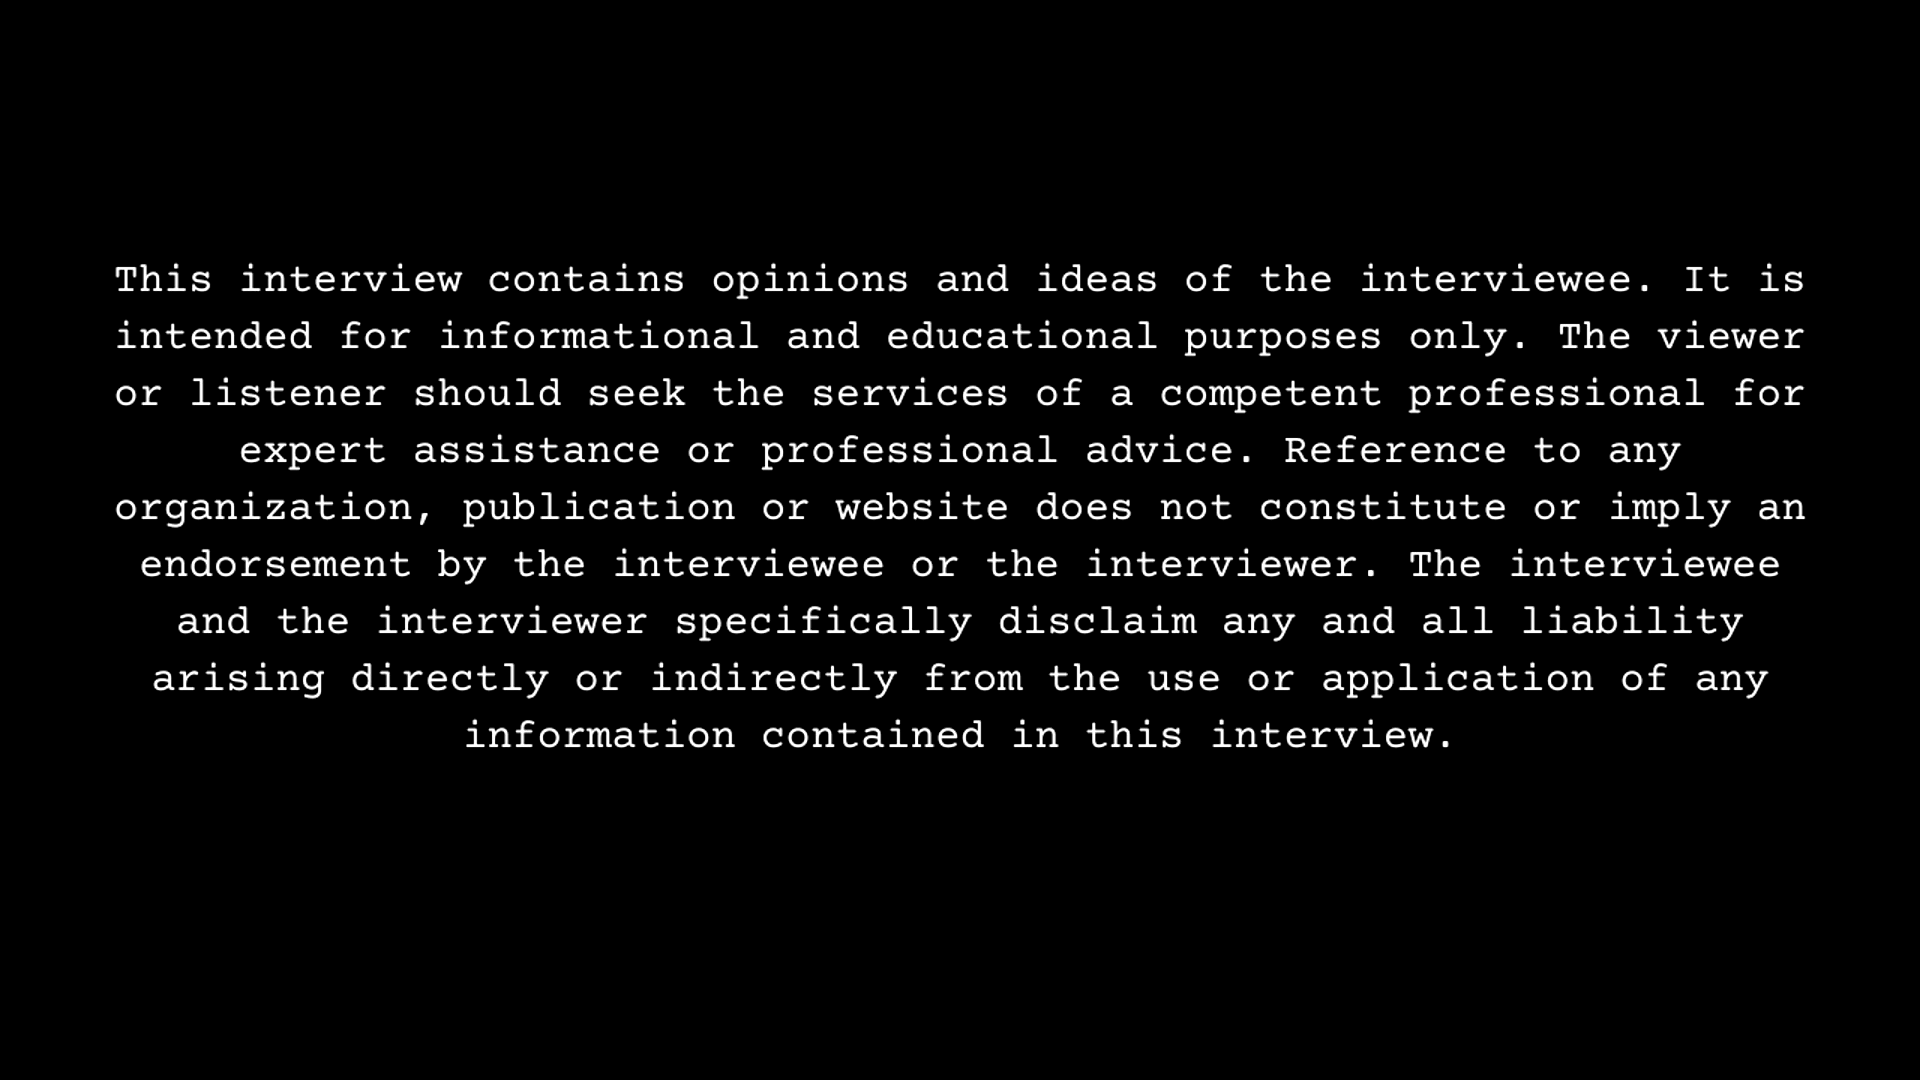 This interview contains opinions and ideas of the interviewee. It is
intended for informational and educational purposes only. The viewer
or listener should seek the services of a competent professional for
expert assistance or professional advice. Reference to any
organization, publication or website does not constitute or imply an
endorsement by the interviewee or the interviewer. The interviewee
and the interviewer specifically disclaim any and all liability
arising directly or indirectly from the use or application of any
information contained in this interview.